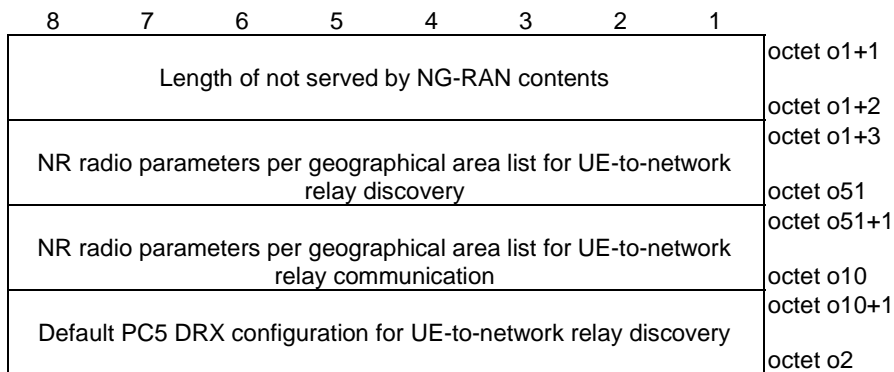 8 7 6 5 4 3 2 1
Length of not served by NG-RAN contents
octet o1+1
octet o1+2
NR radio parameters per geographical area list for UE-to-network
relay discovery
octet o1+3
octet o51
NR radio parameters per geographical area list for UE-to-network
relay communication
octet o51+1
octet o10
Default PC5 DRX configuration for UE-to-network relay discovery
octet o10+1
octet o2